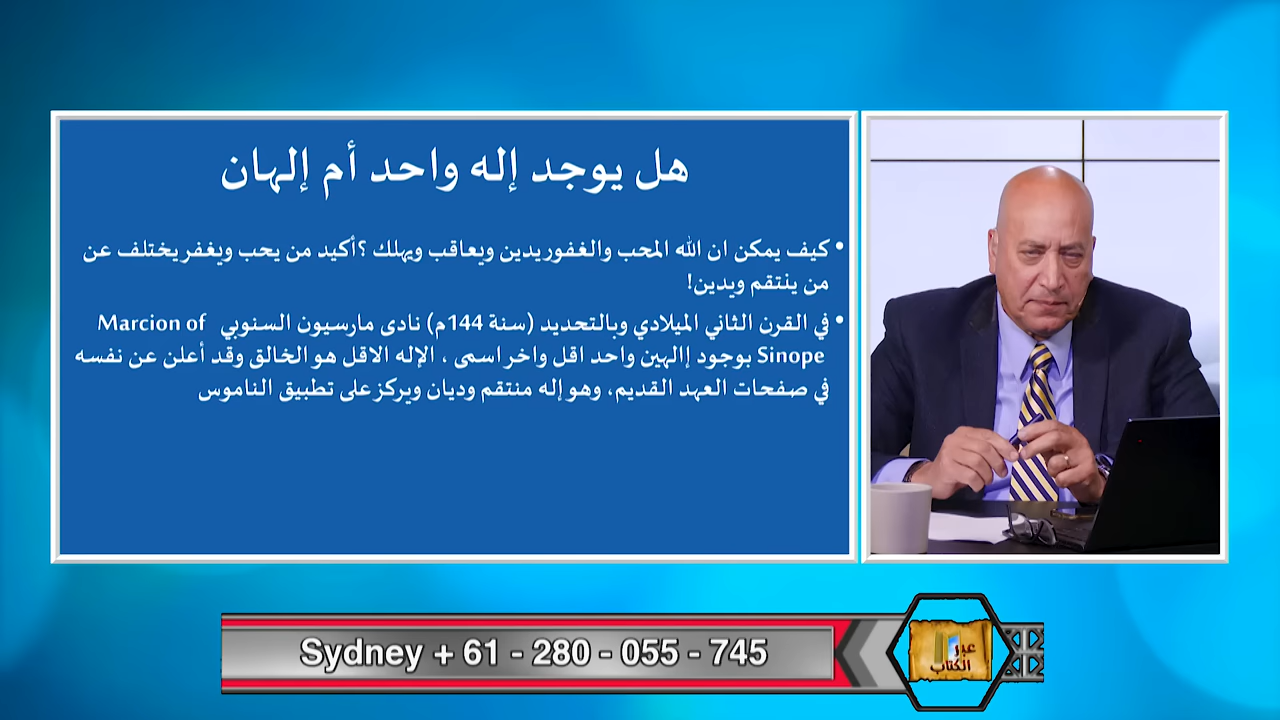 هل يوجد إله واحد أم إلهان
• كيف يمكن ان الله المحب والغفور يدين ويعاقب ويهلك ؟أكيد من يحب ويغفر يختلف عن
من ينتقم ويدين!
• في القرن الثاني الميلادي وبالتحديد (سنة 144م) نادى مارسيون السنوبي Marcion of
Sinope بوجود إالهين واحد اقل واخر اسمى ، الإله الاقل هو الخالق وقد أعلن عن نفسه
في صفحات العهد القديم، وهو إله منتقم وديان ويركز على تطبيق الناموس
Sydney + 61 - 280 - 055 - 745
عبر
الكتاب